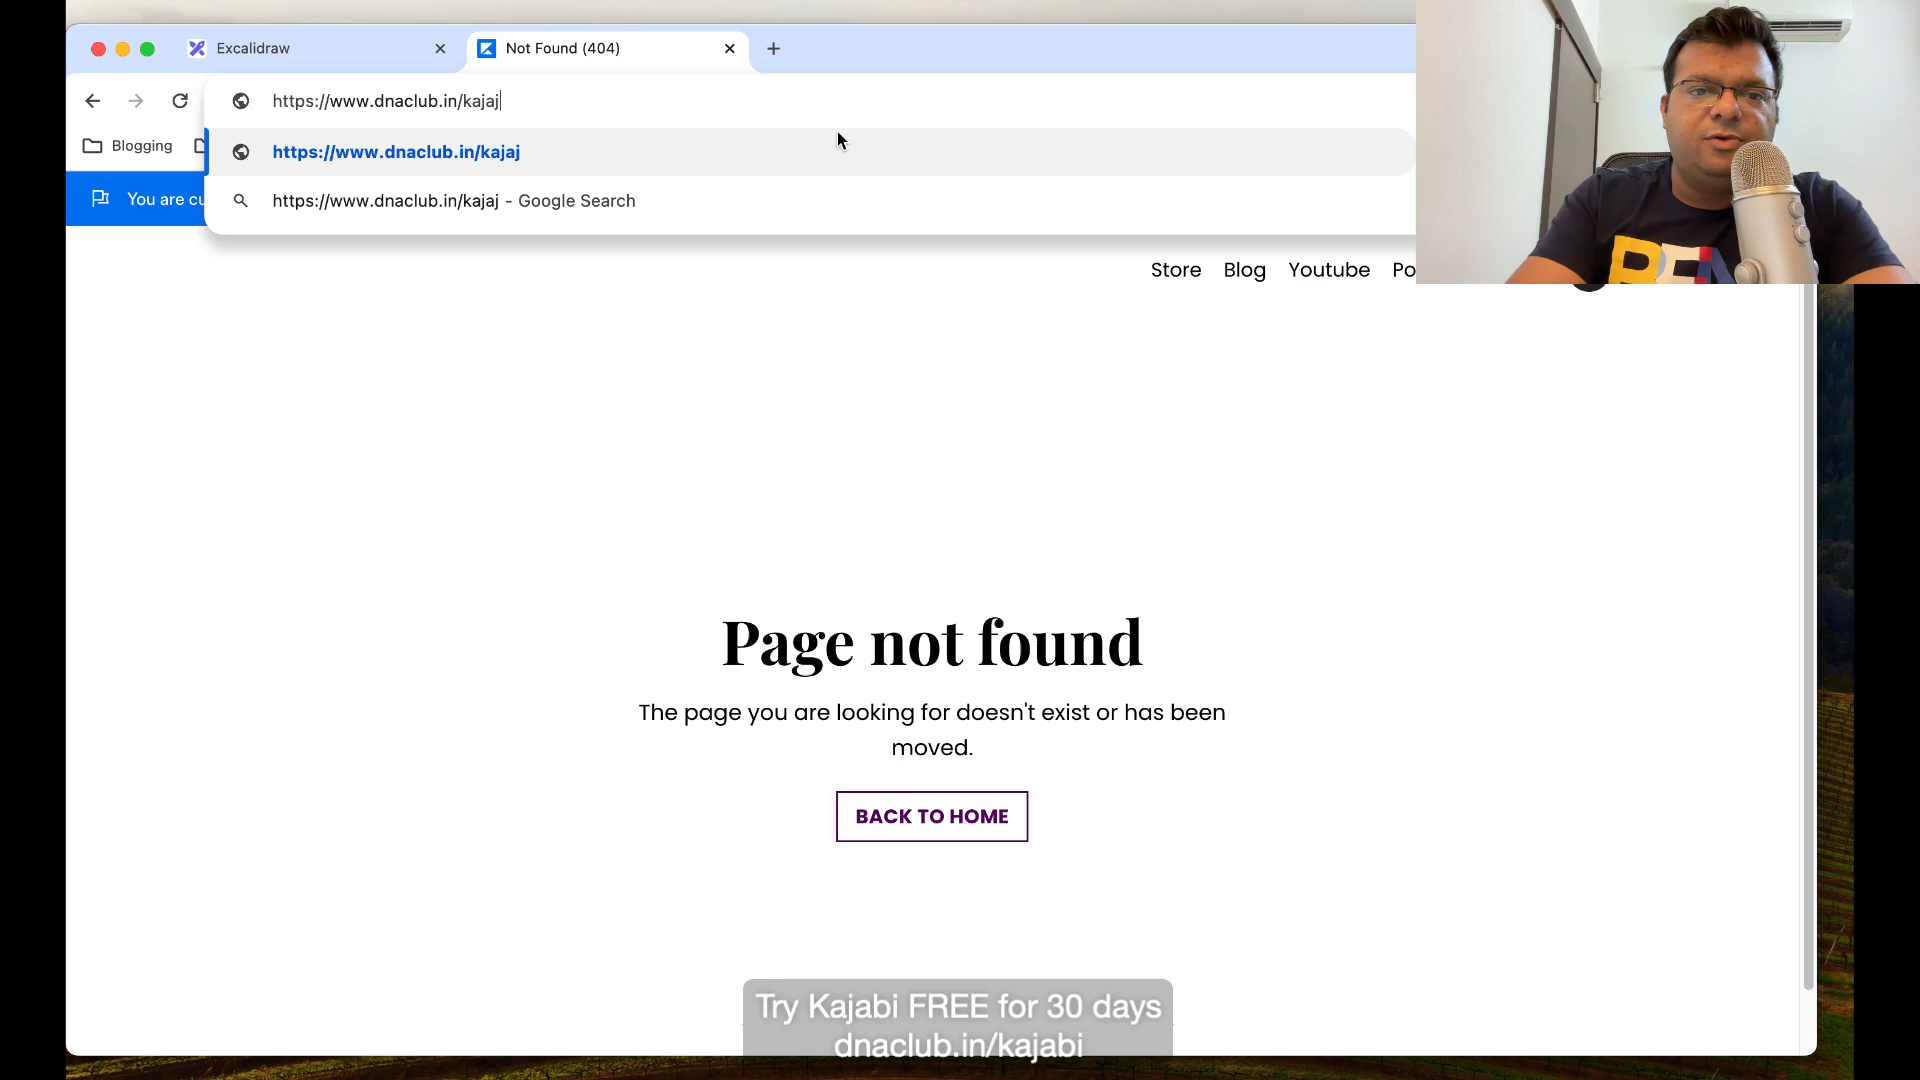 Excalidraw
Not Found (404)
https://www.dnaclub.in/kajaj
Blogging
https://www.dnaclub.in/kajaj
https://www.dnaclub.in/kajaj - Google Search
You are cu
Store Blog Youtube Po
Page not found
The page you are looking for doesn't exist or has been
moved.
BACK TO HOME
Try Kajabi FREE for 30 days
dnaclub.in/kajabi